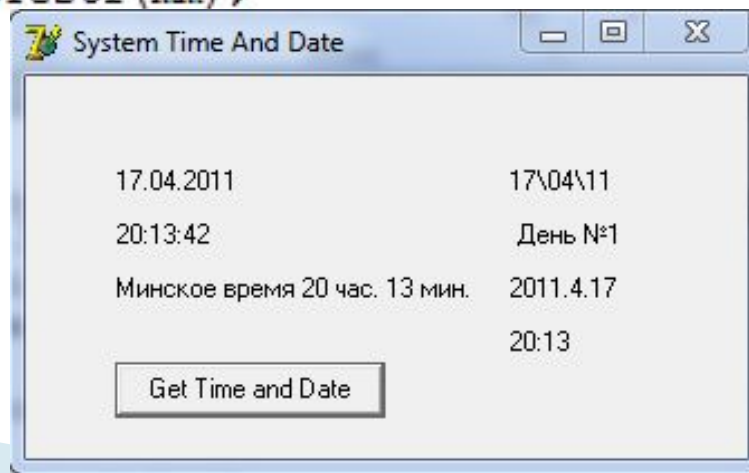 System Time And Date
17.04.2011 17\04\11
20:13:42 День №1
Минское время 20 час. 13 мин. 2011.4.17
20:13
Get Time and Date